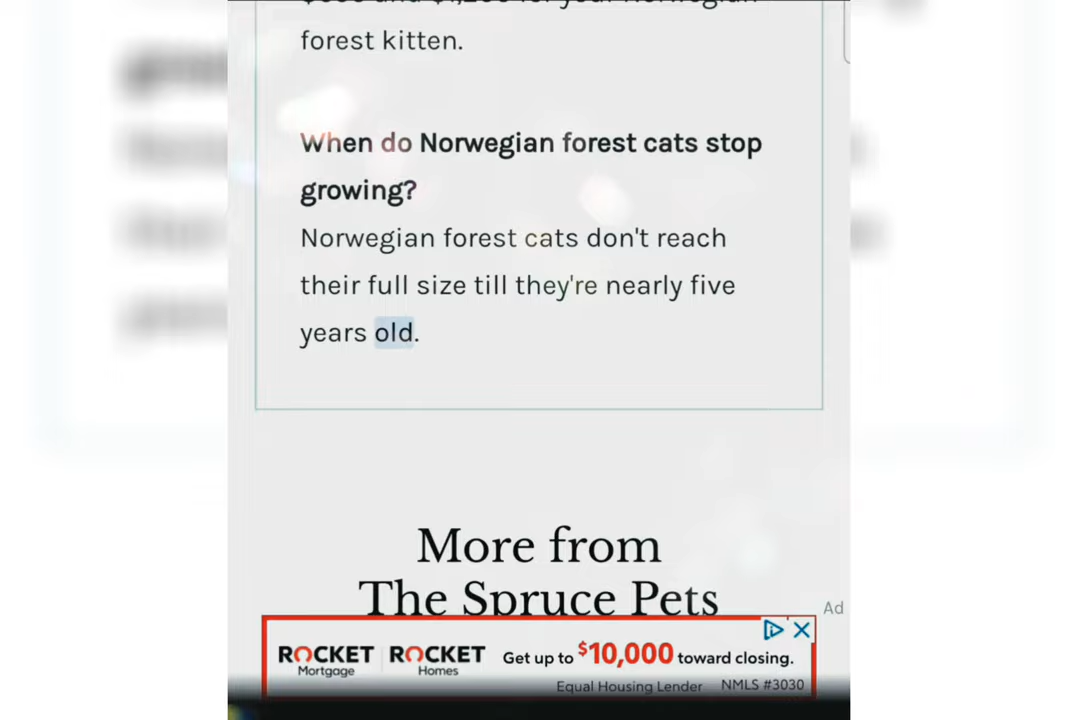 forest kitten.
When do Norwegian forest cats stop
growing?
Norwegian forest cats don't reach
their full size till they're nearly five
years old.
More from
The Spruce Pets
Ad
ROCKET Mortgage ROCKET Homes Get up to $10,000 toward closing.
Equal Housing Lender NMLS #3030